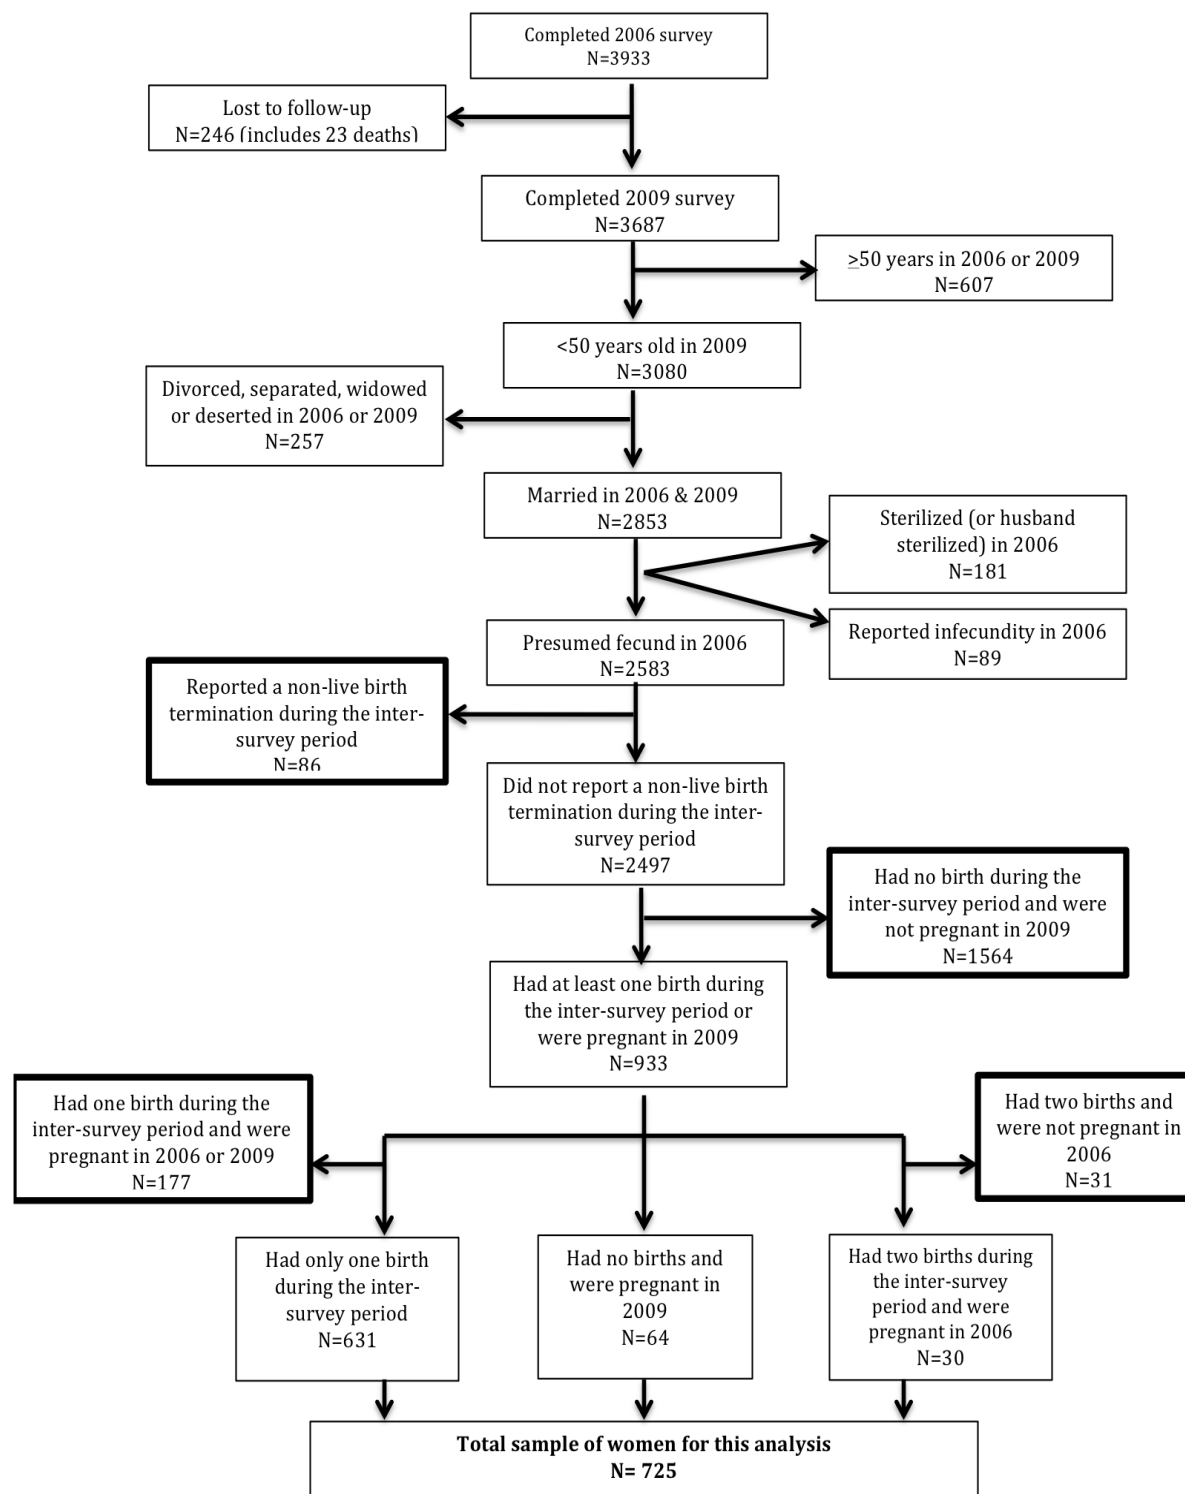 Completed 2006 survey
N=3933
Lost to follow-up
N=246 (includes 23 deaths)
Completed 2009 survey
N=3687
≥50 years in 2006 or 2009
N=607
<50 years old in 2009
N=3080
Divorced, separated, widowed
or deserted in 2006 or 2009
N=257
Married in 2006 & 2009
N=2853
Sterilized (or husband
sterilized) in 2006
N=181
Reported infecundity in 2006
N=89
Presumed fecund in 2006
N=2583
Reported a non-live birth
termination during the inter-
survey period
N=86
Did not report a non-live birth
termination during the inter-
survey period
N=2497
Had no birth during the
inter-survey period and were
not pregnant in 2009
N=1564
Had at least one birth during
the inter-survey period or
were pregnant in 2009
N=933
Had one birth during the
inter-survey period and were
pregnant in 2006 or 2009
N=177
Had two births and
were not pregnant in
2006
N=31
Had only one birth
during the inter-
survey period
N=631
Had no births and
were pregnant in
2009
N=64
Had two births during
the inter-survey
period and were
pregnant in 2006
N=30
Total sample of women for this analysis
N= 725